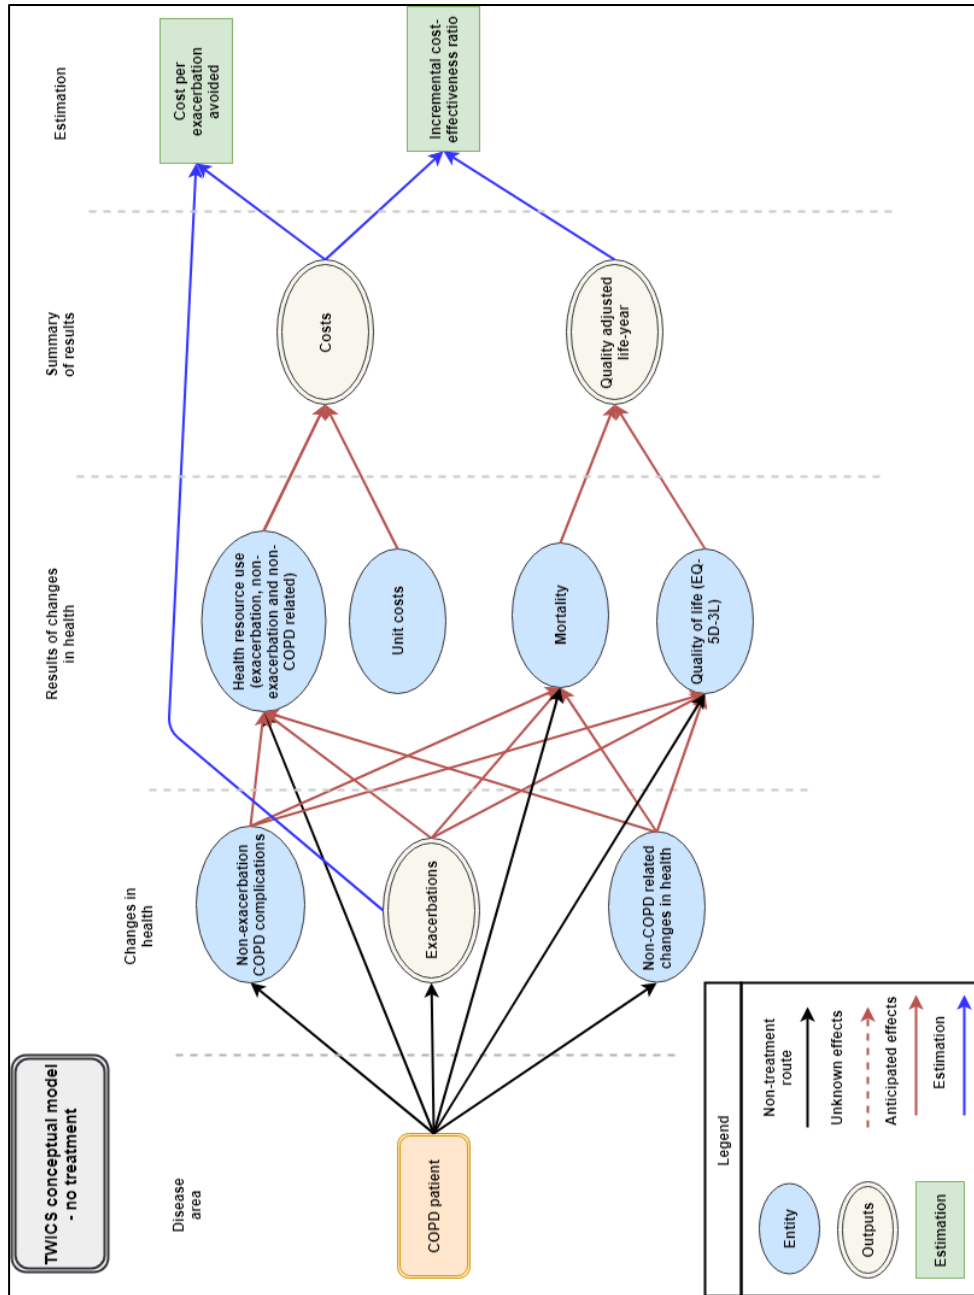 TWICS conceptual model
- no treatment
Disease
area
Changes in
health
Results of changes
in health
Summary
of results
Estimation
COPD patient
Non-exacerbation
COPD complications
Exacerbations
Non-COPD related
changes in health
Health resource use
(exacerbation, non-
exacerbation and non-
COPD related)
Unit costs
Mortality
Quality of life (EQ-
5D-3L)
Costs
Quality adjusted
life-year
Cost per
exacerbation
avoided
Incremental cost-
effectiveness ratio
Legend
Entity
Outputs
Estimation
Non-treatment
route
Unknown effects
Anticipated effects
Estimation